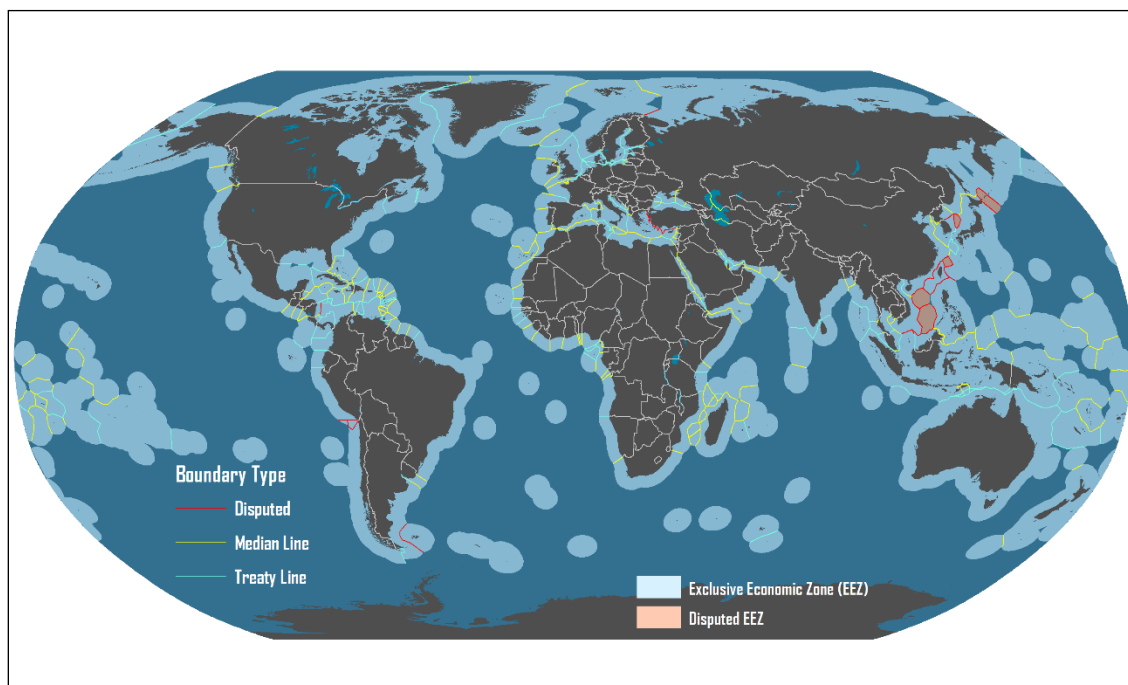 Boundary Type
Disputed
Median Line
Treaty Line
Exclusive Economic Zone (EEZ)
Disputed EEZ